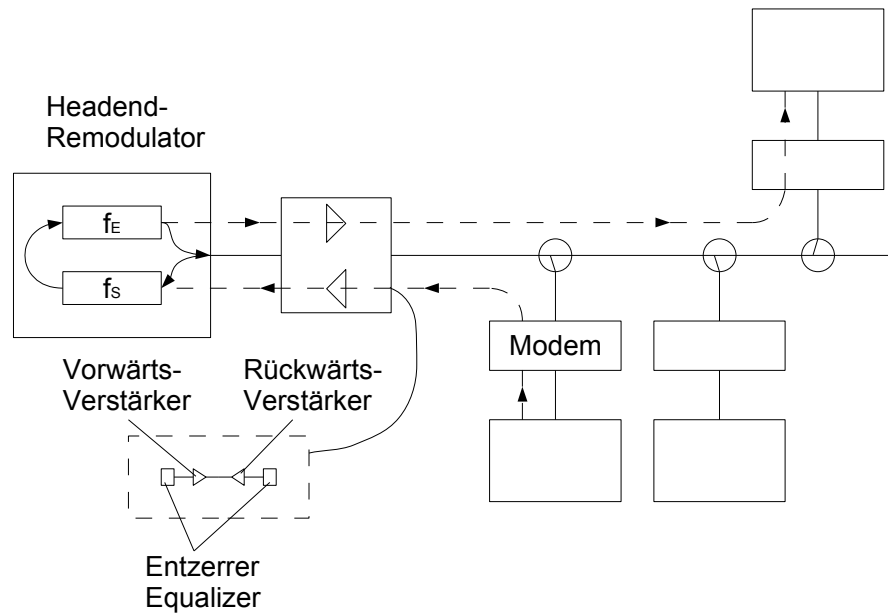 Headend-
Remodulator
fE
fS
Modem
Vorwärts-
Verstärker
Rückwärts-
Verstärker
Entzerrer
Equalizer